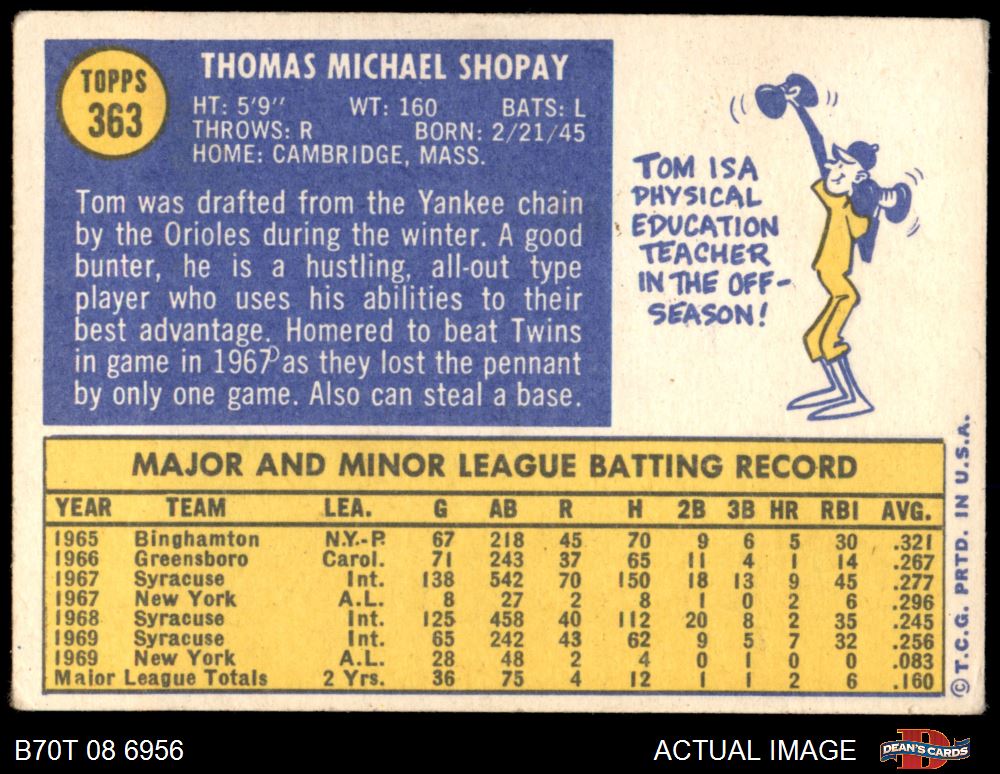 TOPPS
363
THOMAS MICHAEL SHOPAY
HT: 5'9" WT: 160 BATS: L
THROWS: R BORN: 2/21/45
HOME: CAMBRIDGE, MASS.
Tom was drafted from the Yankee chain
by the Orioles during the winter. A good
bunter, he is a hustling, all-out type
player who uses his abilities to their
best advantage. Homered to beat Twins
in game in 1967 as they lost the pennant
by only one game. Also can steal a base.
TOM IS A
PHYSICAL
EDUCATION
TEACHER
IN THE OFF-
SEASON!
MAJOR AND MINOR LEAGUE BATTING RECORD
YEAR TEAM LEA. G AB R H 2B 3B HR RBI AVG.
1965 Binghamton N.Y.-P. 67 218 45 70 9 6 5 30 .321
1966 Greensboro Carol. 71 243 37 65 11 4 1 14 .267
1967 Syracuse Int. 138 542 70 150 18 13 9 45 .277
1967 New York A.L. 8 27 2 8 1 0 2 6 .296
1968 Syracuse Int. 125 458 40 112 20 8 2 35 .245
1969 Syracuse Int. 65 242 43 62 9 5 7 32 .256
1969 New York A.L. 28 48 2 4 0 1 0 0 .083
Major League Totals 2 Yrs. 36 75 4 12 1 1 2 6 .160
© T.C.G. PRTD. IN U.S.A.
B70T 08 6956
ACTUAL IMAGE
D
DEAN'S CARDS